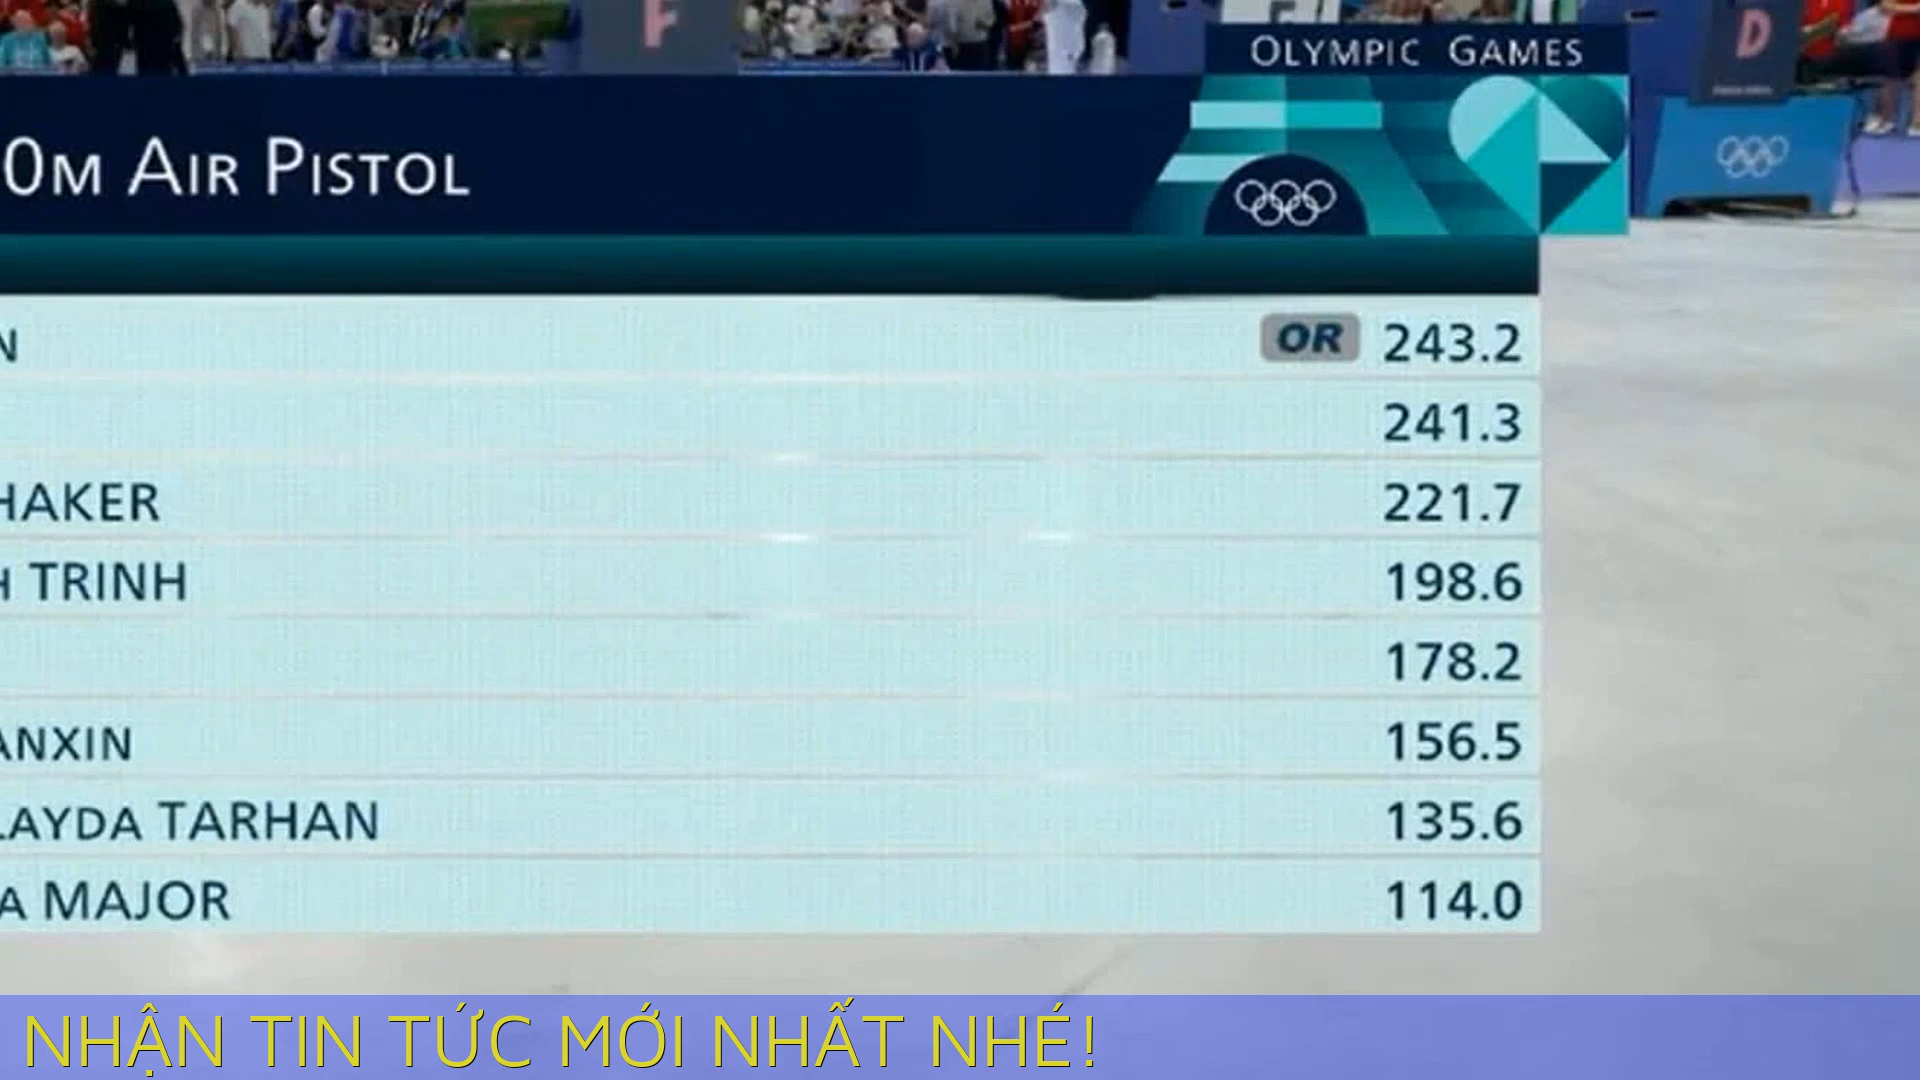 F
D
OLYMPIC GAMES
0M AIR PISTOL
N OR 243.2
241.3
HAKER 221.7
H TRINH 198.6
178.2
ANXIN 156.5
LAYDA TARHAN 135.6
A MAJOR 114.0
NHẬN TIN TỨC MỚI NHẤT NHÉ!